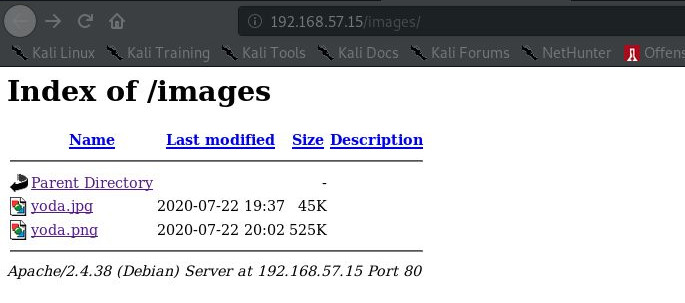 192.168.57.15/images/
Kali Linux Kali Training Kali Tools Kali Docs Kali Forums NetHunter Offens
Index of /images
Name Last modified Size Description
Parent Directory -
yoda.jpg 2020-07-22 19:37 45K
yoda.png 2020-07-22 20:02 525K
Apache/2.4.38 (Debian) Server at 192.168.57.15 Port 80